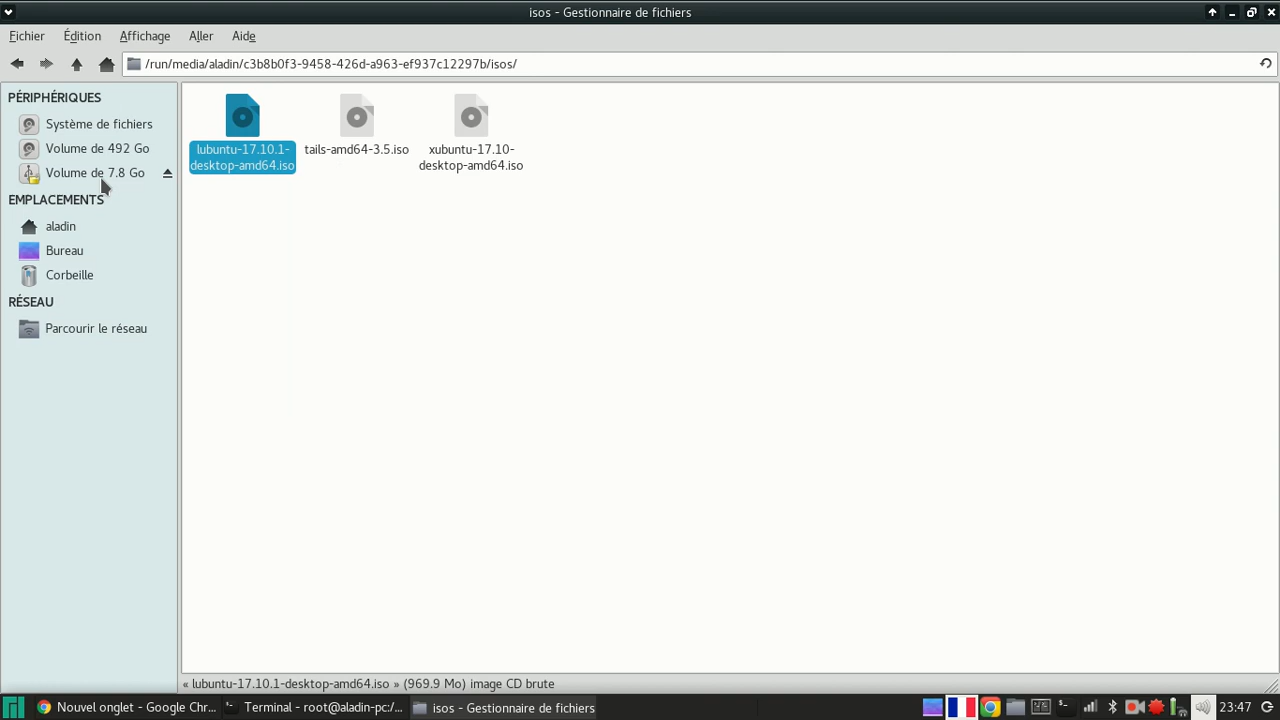 isos - Gestionnaire de fichiers
Fichier Édition Affichage Aller Aide
/run/media/aladin/c3b8b0f3-9458-426d-a963-ef937c12297b/isos/
PÉRIPHÉRIQUES
Système de fichiers
Volume de 492 Go
Volume de 7.8 Go
EMPLACEMENTS
aladin
Bureau
Corbeille
RÉSEAU
Parcourir le réseau
lubuntu-17.10.1-
desktop-amd64.iso
tails-amd64-3.5.iso
xubuntu-17.10-
desktop-amd64.iso
« lubuntu-17.10.1-desktop-amd64.iso » (969.9 Mo) image CD brute
Nouvel onglet - Google Chr... Terminal - root@aladin-pc:/... isos - Gestionnaire de fichiers 23:47